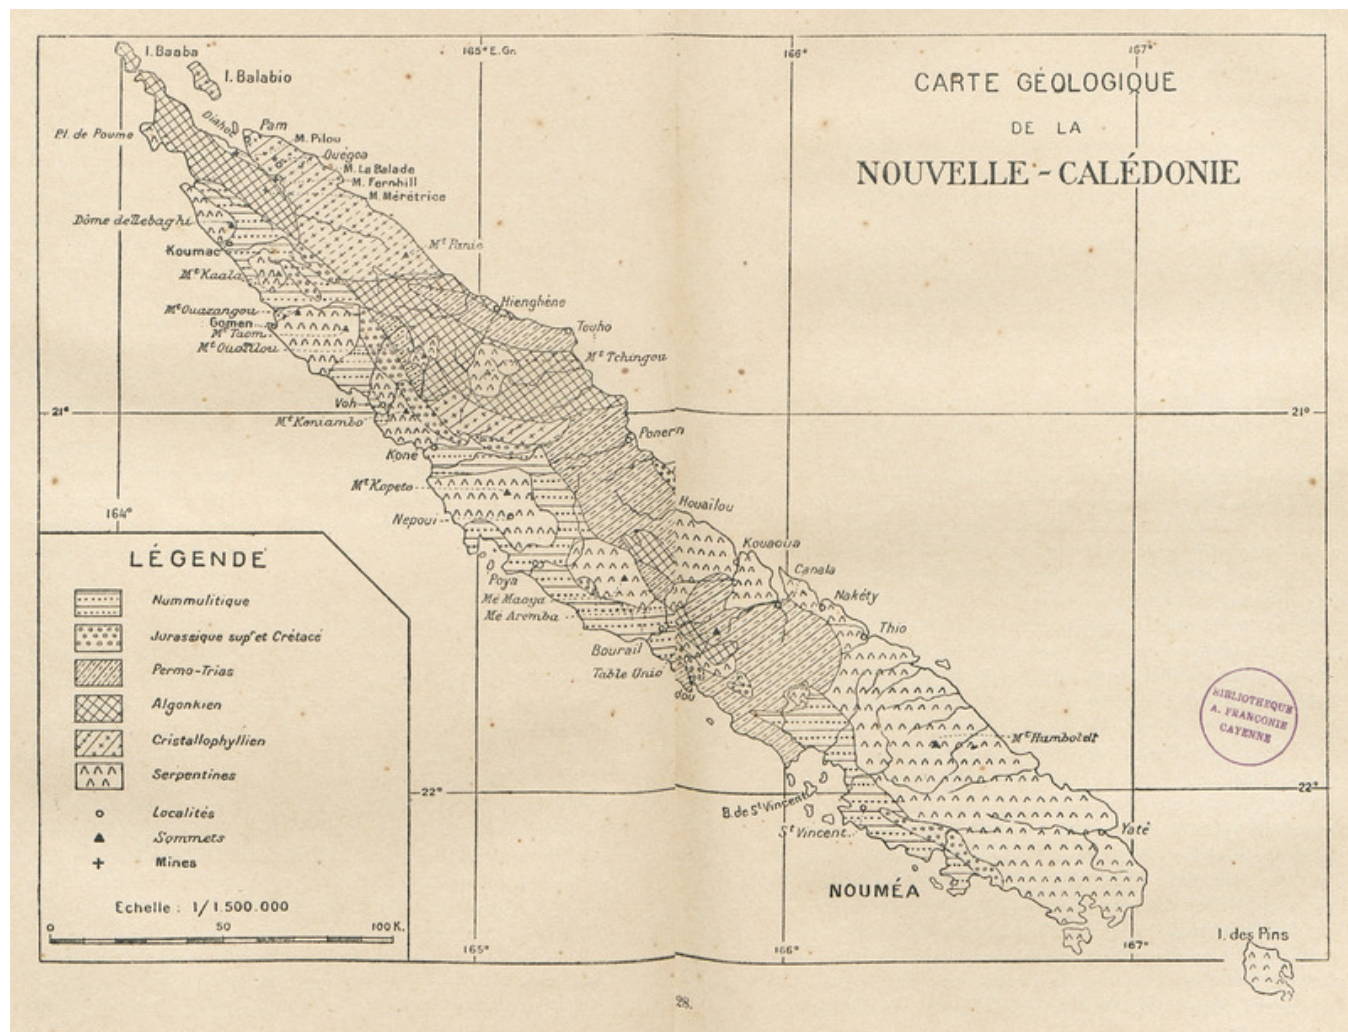 I. Baaba
165° E. Gr.
166°
167°
I. Balabio
CARTE GÉOLOGIQUE
DE LA
NOUVELLE-CALÉDONIE
Diahot
Pam
Pl. de Poume
M. Pilou
Ouégoa
M. La Balade
M. Fernhill
M. Mérétrice
Dôme de Tiebaghi
Koumac
Mt Panié
Mt Kaala
Mt Ouazangou
Gomen
Mt Taom
Mt Ouatilou
Hienghène
Touho
Mt Tchingou
Voh
21°
21°
Mt Koniambo
Ponerh
Koné
Mt Kopeto
164°
Nepoui
Houaïlou
Kouaoua
Canala
Nakéty
Thio
Poya
Me Maoya
Me Aremba
Bourail
Table Unio
Mt Humboldt
22°
22°
B. de St Vincent
St Vincent
Yaté
NOUMÉA
I. des Pins
165°
166°
167°
LÉGENDE
Nummulitique
Jurassique supr et Crétacé
Permo-Trias
Algonkien
Cristallophyllien
Serpentines
Localités
Sommets
Mines
Echelle : 1/1.500.000
0 50 100 K.
BIBLIOTHEQUE
A. FRANCONIE
CAYENNE
28.